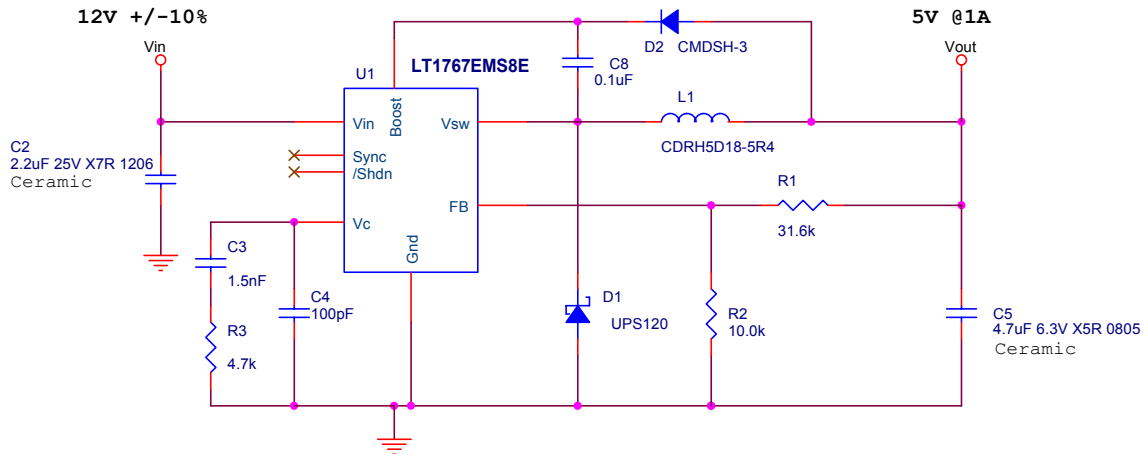 12V +/-10%
5V @1A
Vin
Vout
D2 CMDSH-3
C8
0.1uF
LT1767EMS8E
U1
L1
CDRH5D18-5R4
Vin
Boost
Vsw
Sync
/Shdn
FB
Vc
Gnd
C2
2.2uF 25V X7R 1206
Ceramic
R1
31.6k
C3
1.5nF
C4
100pF
R3
4.7k
D1
UPS120
R2
10.0k
C5
4.7uF 6.3V X5R 0805
Ceramic